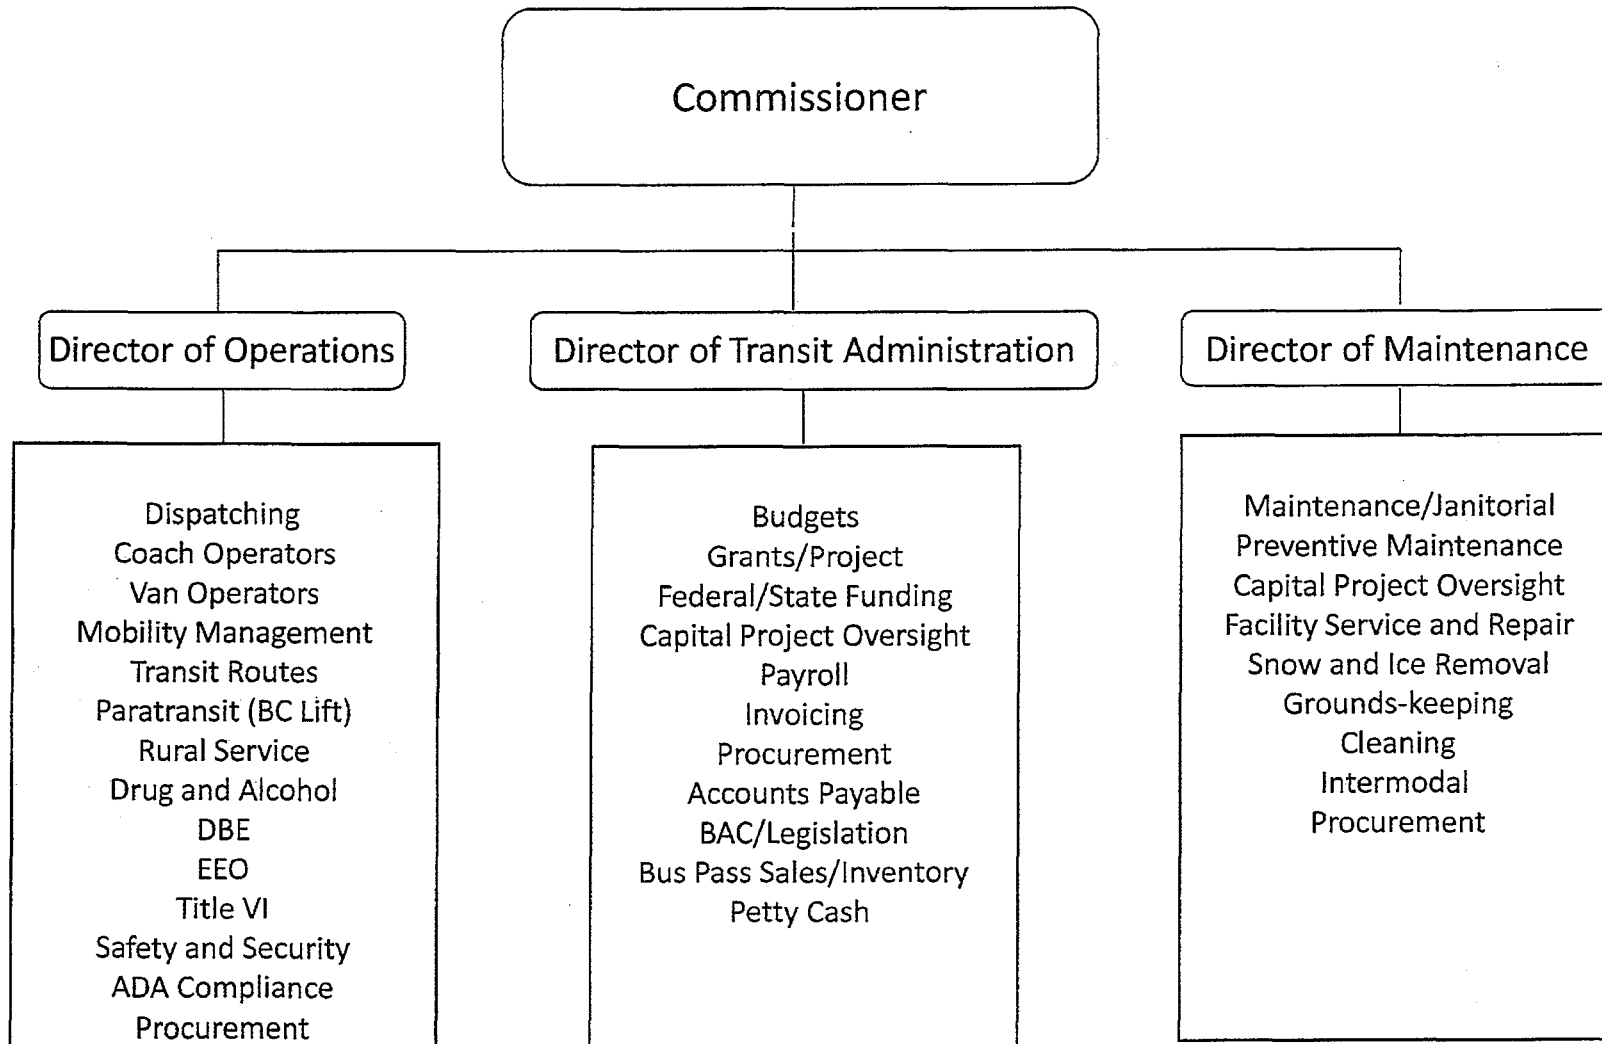 Commissioner
Director of Operations
Director of Transit Administration
Director of Maintenance
Dispatching
Coach Operators
Van Operators
Mobility Management
Transit Routes
Paratransit (BC Lift)
Rural Service
Drug and Alcohol
DBE
EEO
Title VI
Safety and Security
ADA Compliance
Procurement
Budgets
Grants/Project
Federal/State Funding
Capital Project Oversight
Payroll
Invoicing
Procurement
Accounts Payable
BAC/Legislation
Bus Pass Sales/Inventory
Petty Cash
Maintenance/Janitorial
Preventive Maintenance
Capital Project Oversight
Facility Service and Repair
Snow and Ice Removal
Grounds-keeping
Cleaning
Intermodal
Procurement